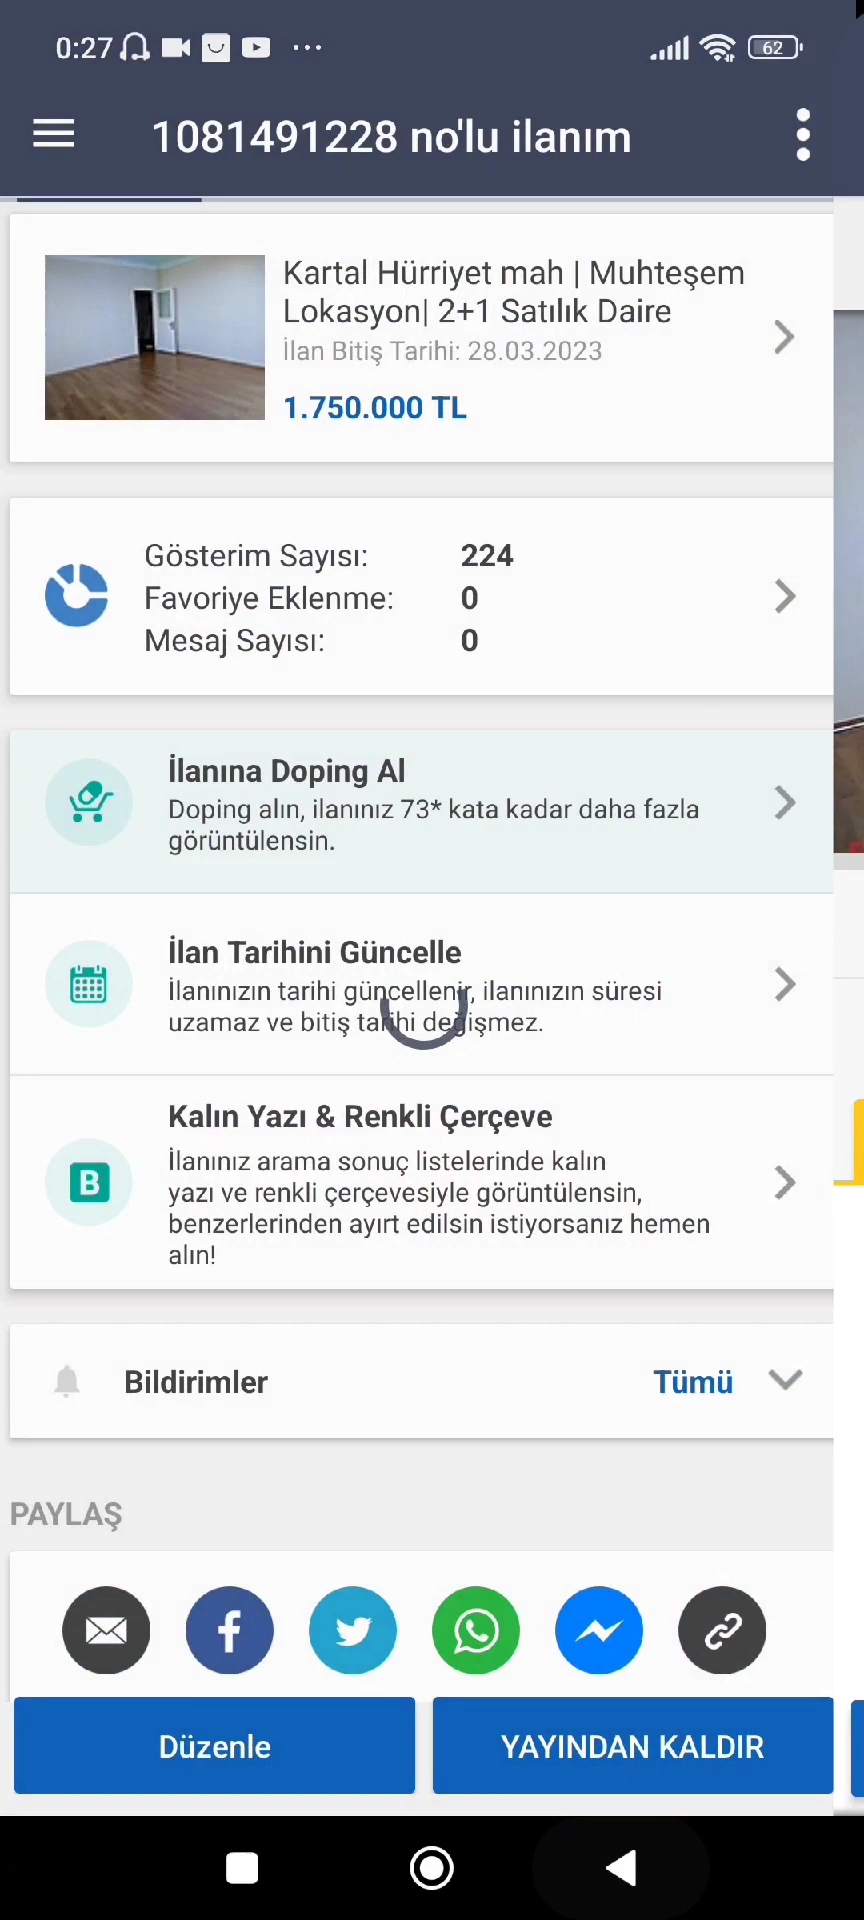 0:27
62
1081491228 no'lu ilanım
Kartal Hürriyet mah | Muhteşem
Lokasyon| 2+1 Satılık Daire
İlan Bitiş Tarihi: 28.03.2023
1.750.000 TL
Gösterim Sayısı: 224
Favoriye Eklenme: 0
Mesaj Sayısı: 0
İlanına Doping Al
Doping alın, ilanınız 73* kata kadar daha fazla
görüntülensin.
İlan Tarihini Güncelle
İlanınızın tarihi güncellenir, ilanınızın süresi
uzamaz ve bitiş tarihi değişmez.
Kalın Yazı & Renkli Çerçeve
B
İlanınız arama sonuç listelerinde kalın
yazı ve renkli çerçevesiyle görüntülensin,
benzerlerinden ayırt edilsin istiyorsanız hemen
alın!
Bildirimler Tümü
PAYLAŞ
Düzenle YAYINDAN KALDIR